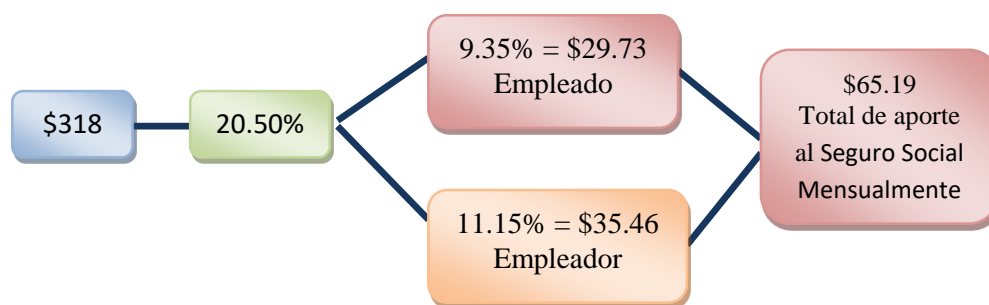 $318
20.50%
9.35% = $29.73
Empleado
11.15% = $35.46
Empleador
$65.19
Total de aporte
al Seguro Social
Mensualmente